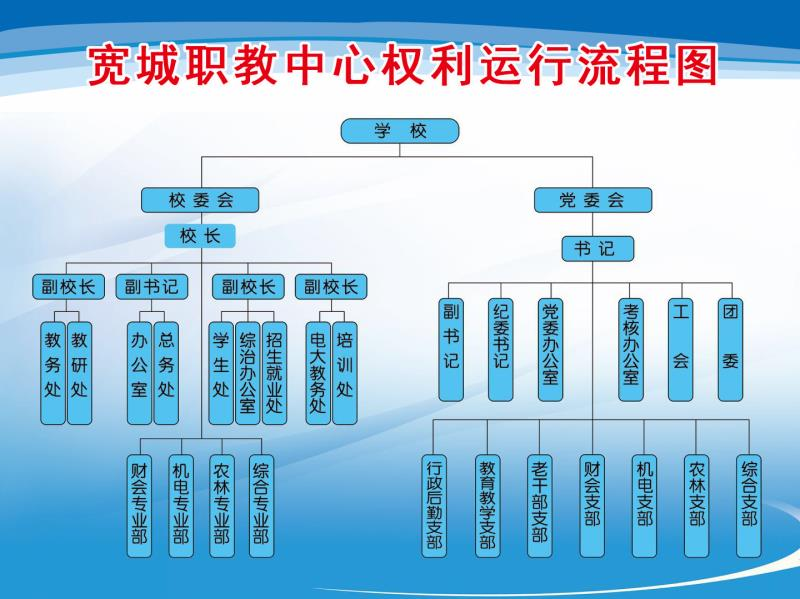 宽城职教中心权利运行流程图
学 校
校 委 会
党 委 会
校 长
书 记
副校长
副书记
副校长
副校长
教务处
教研处
办公室
总务处
学生处
综治办公室
招生就业处
电大教务处
培训处
副书记
纪委书记
党委办公室
考核办公室
工会
团委
财会专业部
机电专业部
农林专业部
综合专业部
行政后勤支部
教育教学支部
老干部支部
财会支部
机电支部
农林支部
综合支部